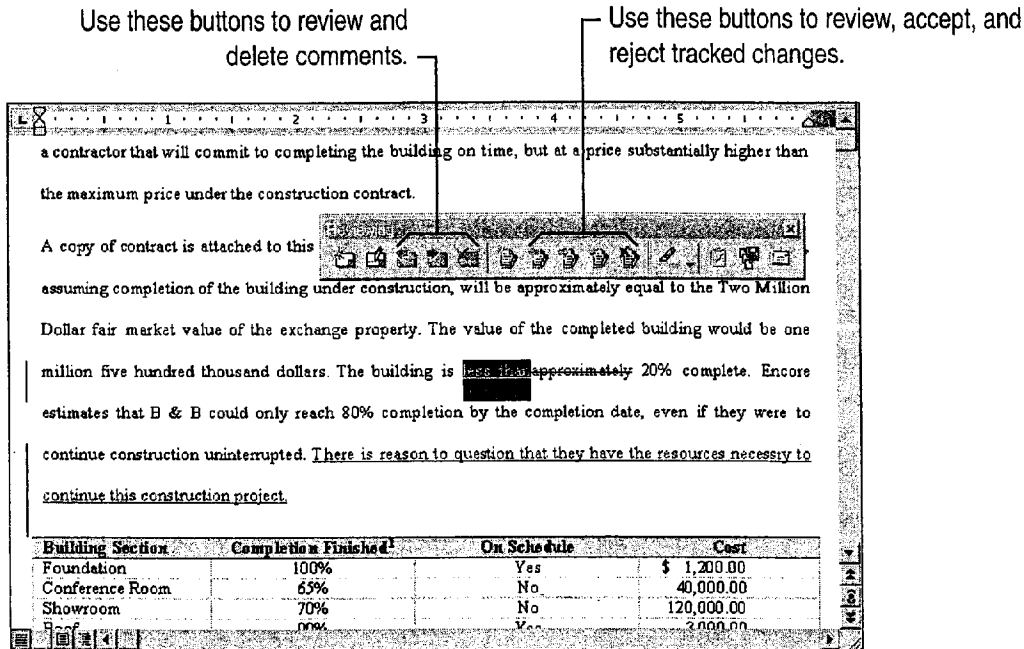 Use these buttons to review and
delete comments.
Use these buttons to review, accept, and
reject tracked changes.
1 2 3 4 5
a contractor that will commit to completing the building on time, but at a price substantially higher than
the maximum price under the construction contract.
A copy of contract is attached to this
assuming completion of the building under construction, will be approximately equal to the Two Million
Dollar fair market value of the exchange property. The value of the completed building would be one
million five hundred thousand dollars. The building is less than approximately 20% complete. Encore
estimates that B & B could only reach 80% completion by the completion date, even if they were to
continue construction uninterrupted. There is reason to question that they have the resources necessry to
continue this construction project.
Building Section Completion Finished¹ On Schedule Cost
Foundation 100% Yes $ 1,200.00
Conference Room 65% No 40,000.00
Showroom 70% No 120,000.00